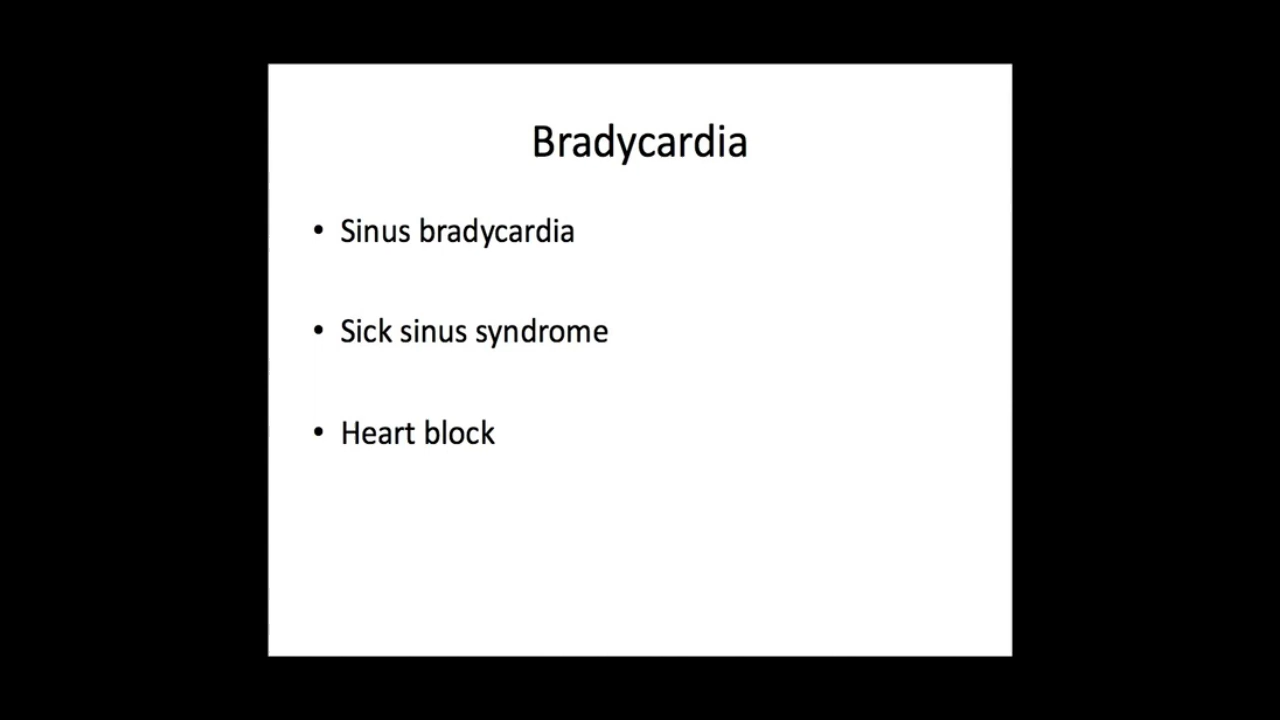 Bradycardia
• Sinus bradycardia
• Sick sinus syndrome
• Heart block